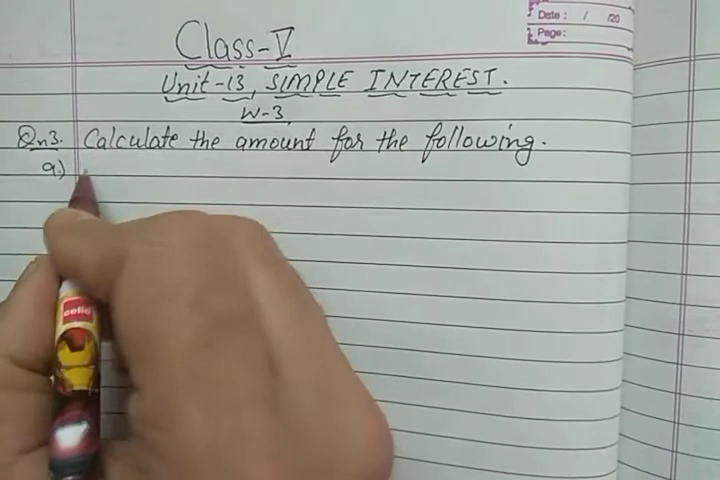 Date : / /20
Page:
Class-V
Unit-13, SIMPLE INTEREST.
W-3,
Qn3. Calculate the amount for the following.
a.)
cello